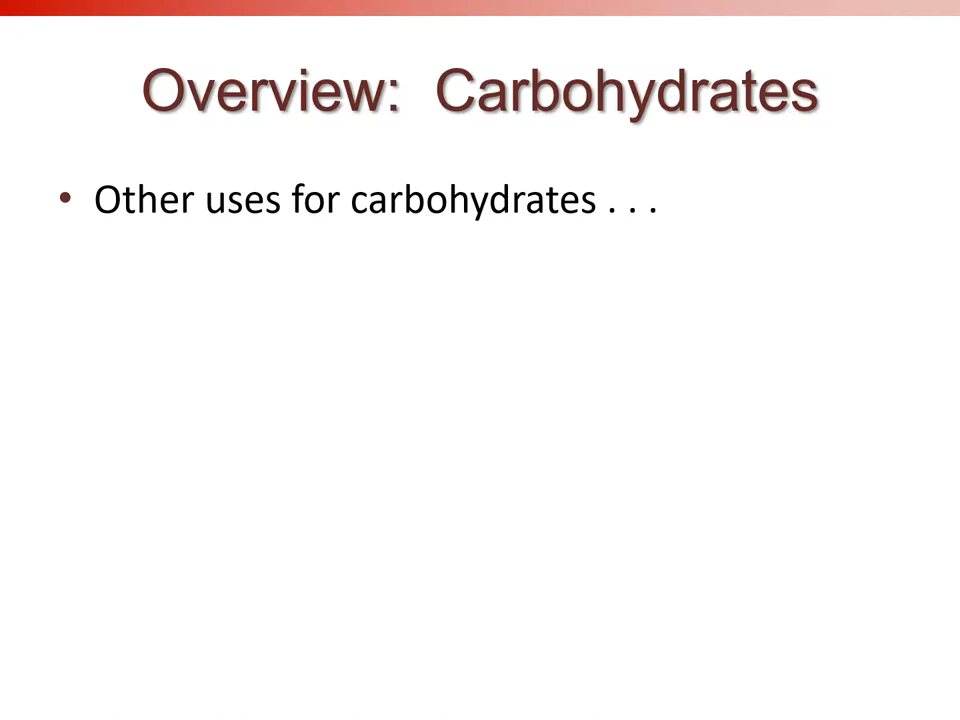 Overview:  Carbohydrates
• Other uses for carbohydrates . . .